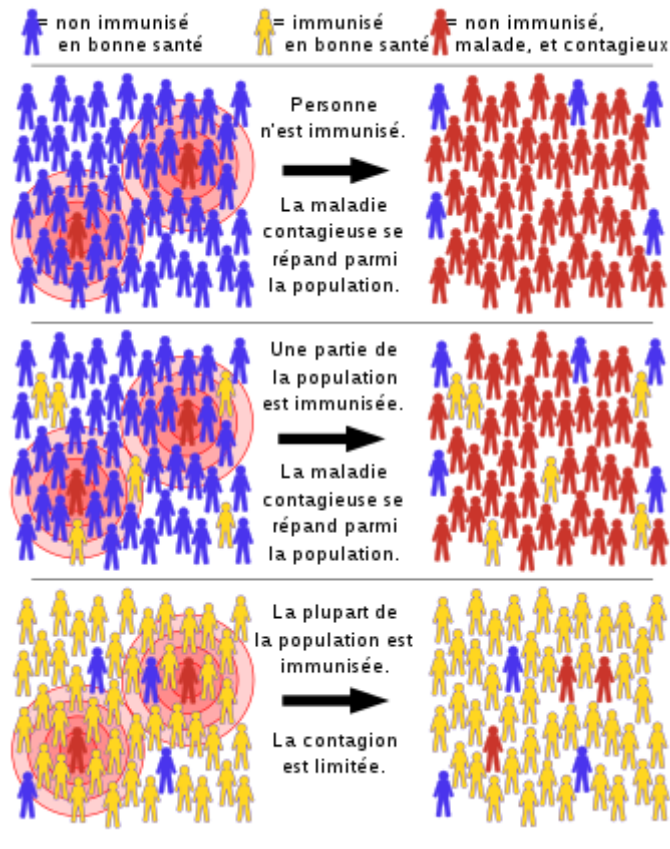 = non immunisé
en bonne santé
= immunisé
en bonne santé
= non immunisé,
malade, et contagieux
Personne
n'est immunisé.
La maladie
contagieuse se
répand parmi
la population.
Une partie de
la population
est immunisée.
La maladie
contagieuse se
répand parmi
la population.
La plupart de
la population est
immunisée.
La contagion
est limitée.